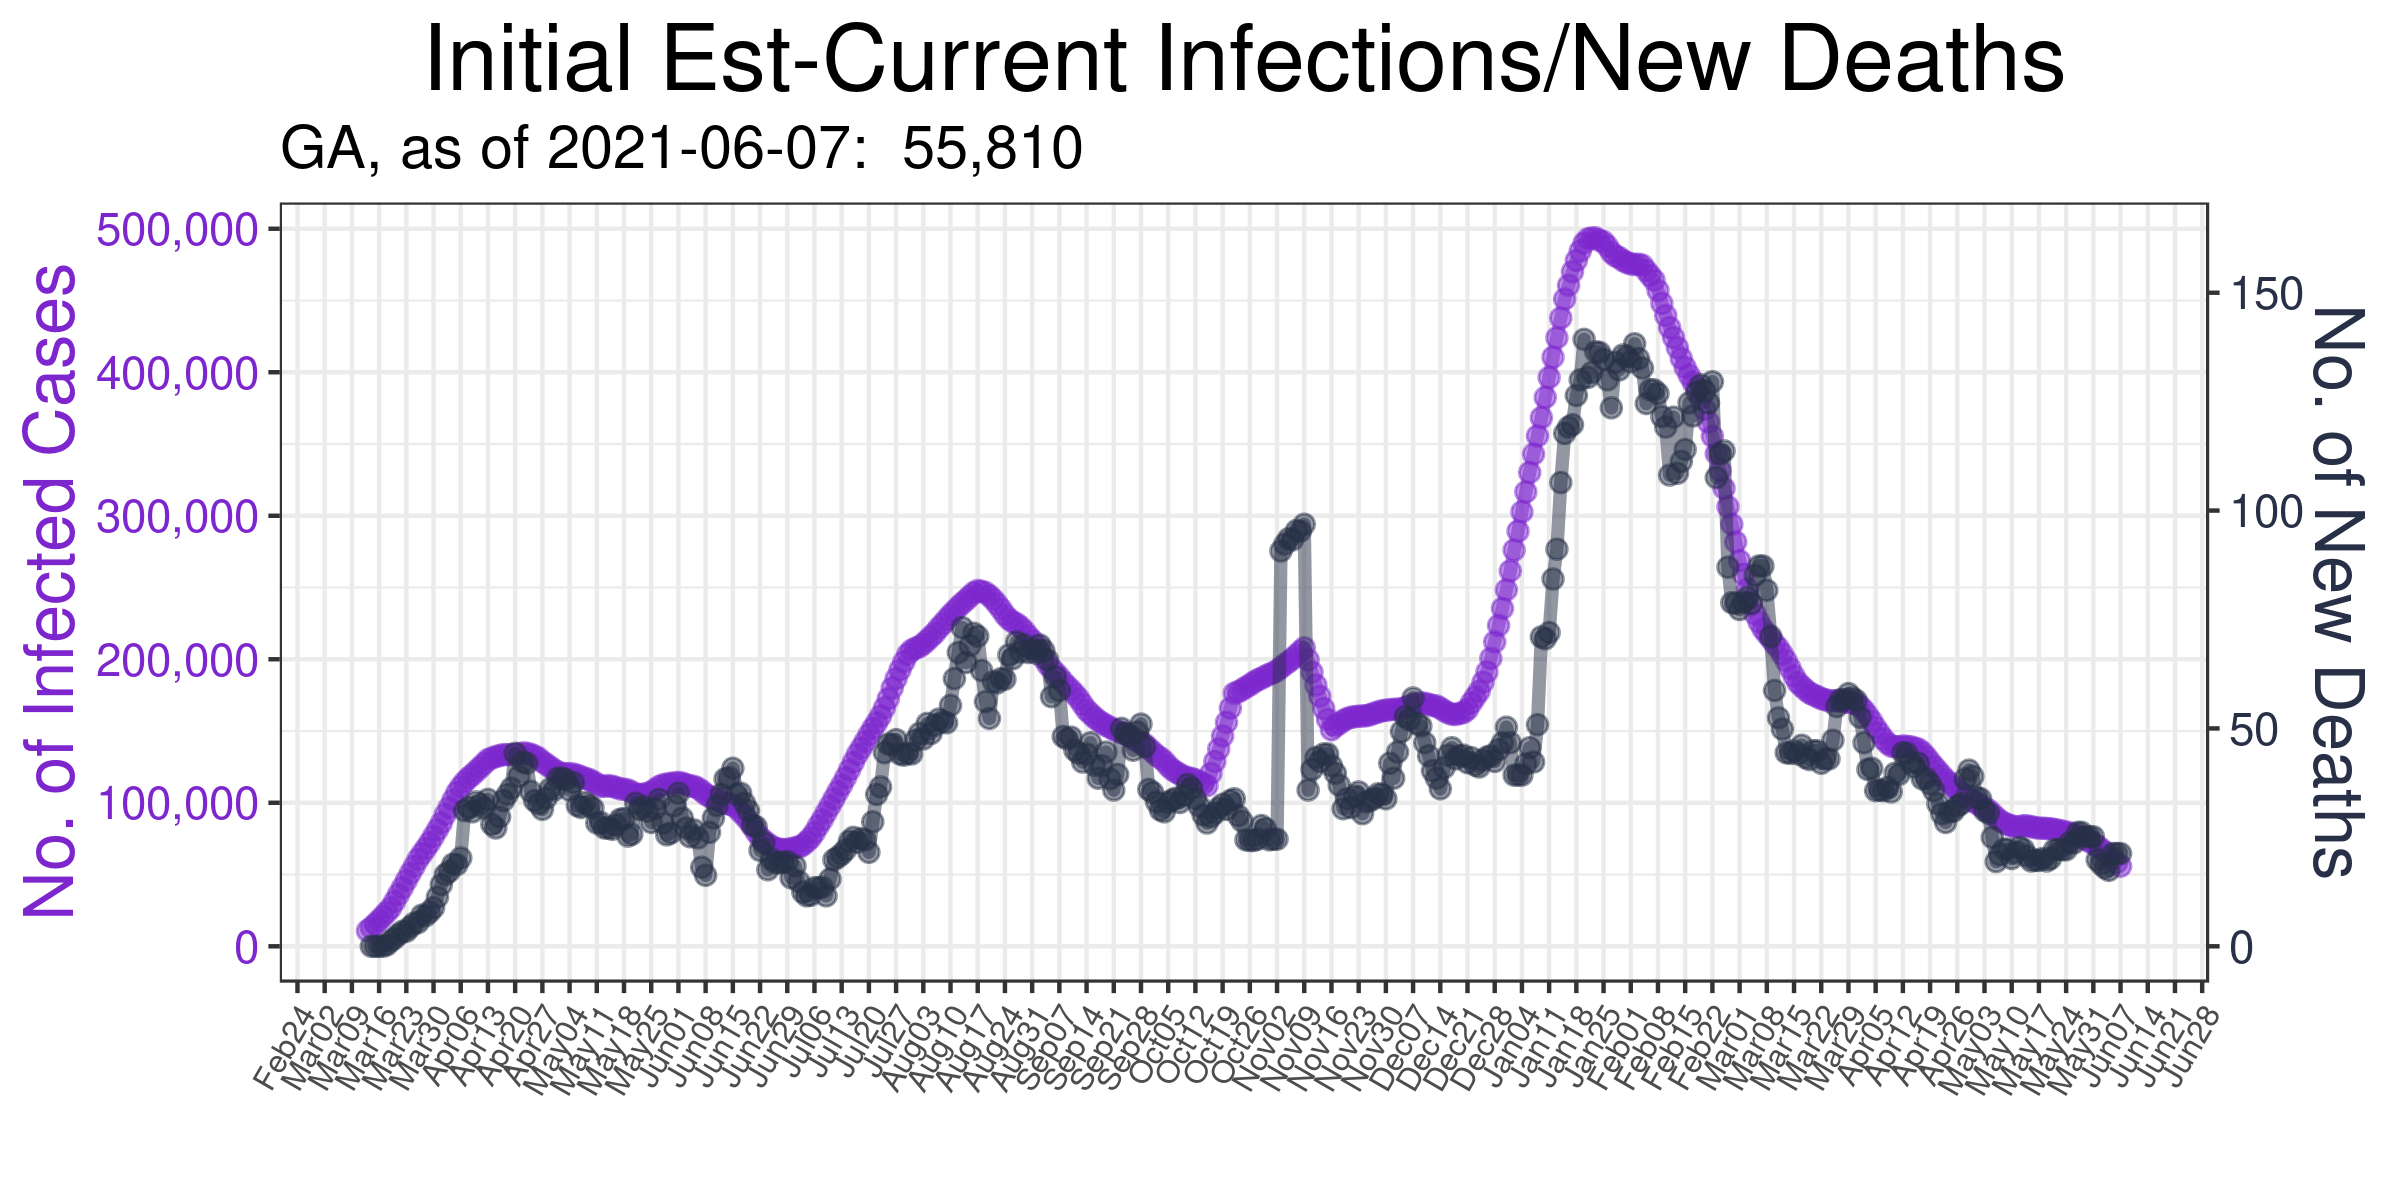 Initial Est-Current Infections/New Deaths
GA, as of 2021-06-07:  55,810
No. of Infected Cases
500,000
400,000
300,000
200,000
100,000
0
150
100
50
0
No. of New Deaths
Feb24
Mar02
Mar09
Mar16
Mar23
Mar30
Apr06
Apr13
Apr20
Apr27
May04
May11
May18
May25
Jun01
Jun08
Jun15
Jun22
Jun29
Jul06
Jul13
Jul20
Jul27
Aug03
Aug10
Aug17
Aug24
Aug31
Sep07
Sep14
Sep21
Sep28
Oct05
Oct12
Oct19
Oct26
Nov02
Nov09
Nov16
Nov23
Nov30
Dec07
Dec14
Dec21
Dec28
Jan04
Jan11
Jan18
Jan25
Feb01
Feb08
Feb15
Feb22
Mar01
Mar08
Mar15
Mar22
Mar29
Apr05
Apr12
Apr19
Apr26
May03
May10
May17
May24
May31
Jun07
Jun14
Jun21
Jun28